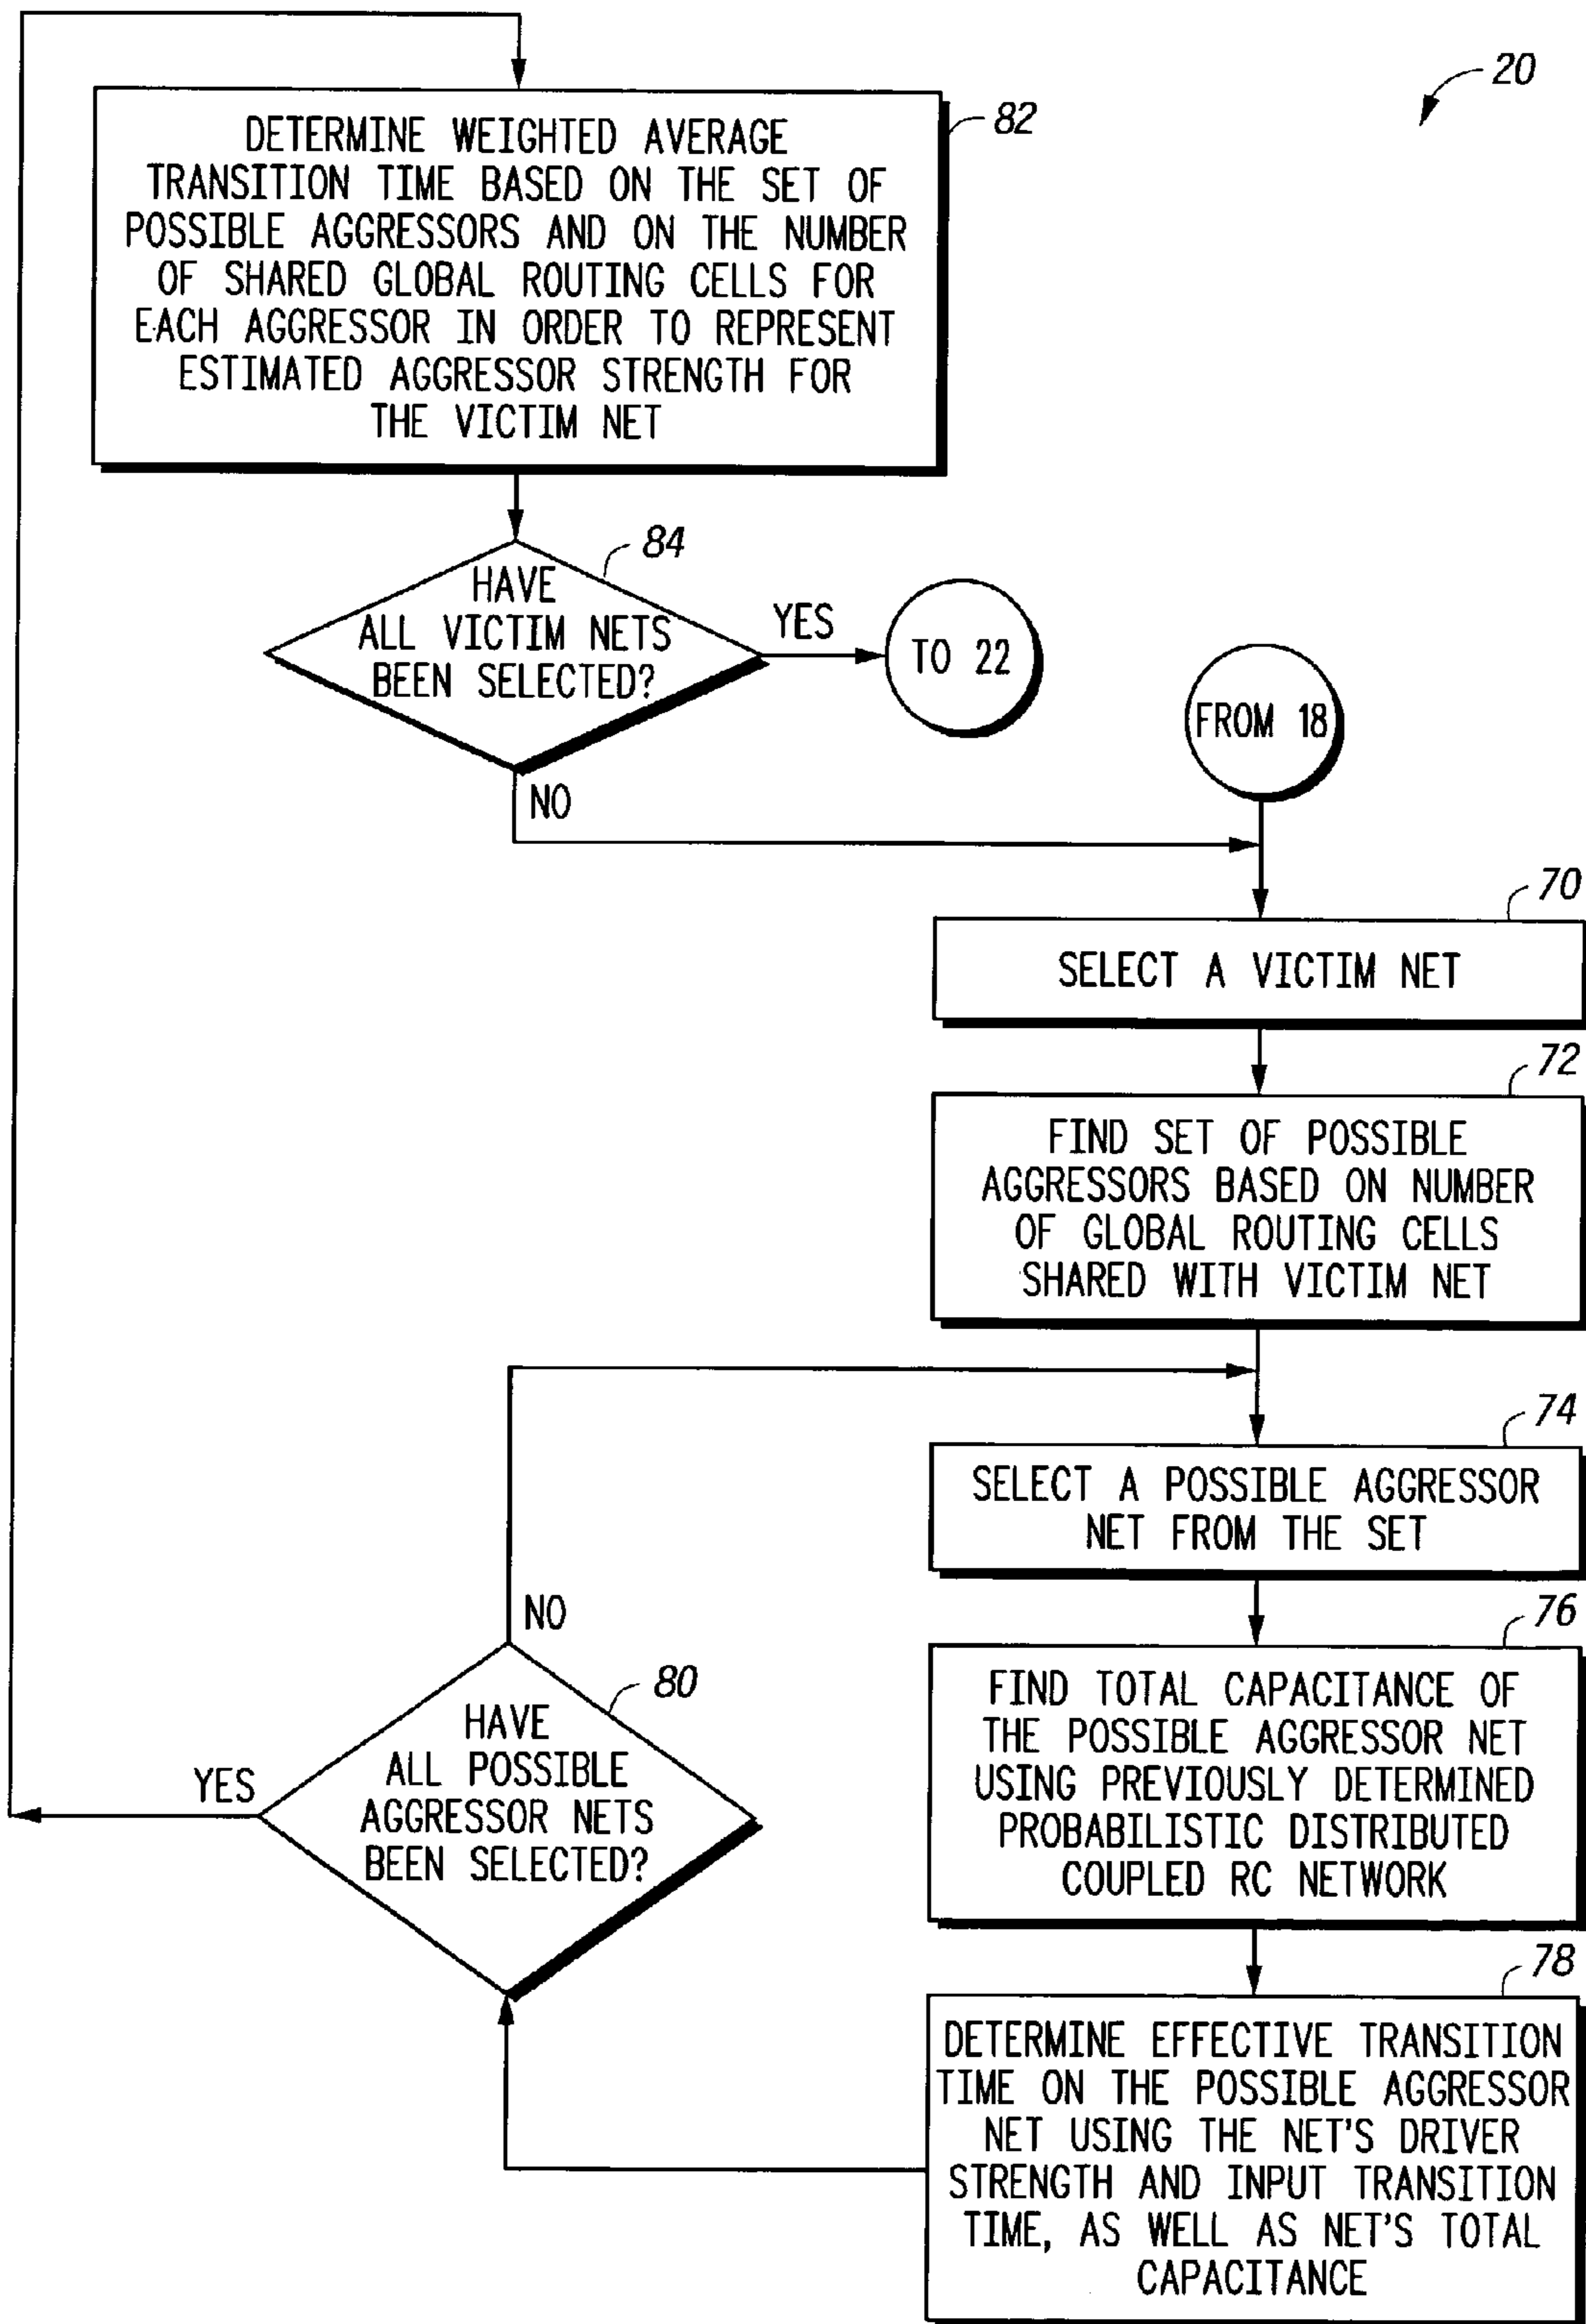 20
82
DETERMINE WEIGHTED AVERAGE
TRANSITION TIME BASED ON THE SET OF
POSSIBLE AGGRESSORS AND ON THE NUMBER
OF SHARED GLOBAL ROUTING CELLS FOR
EACH AGGRESSOR IN ORDER TO REPRESENT
ESTIMATED AGGRESSOR STRENGTH FOR
THE VICTIM NET
84
HAVE
ALL VICTIM NETS
BEEN SELECTED?
YES
TO 22
NO
FROM 18
70
SELECT A VICTIM NET
72
FIND SET OF POSSIBLE
AGGRESSORS BASED ON NUMBER
OF GLOBAL ROUTING CELLS
SHARED WITH VICTIM NET
74
SELECT A POSSIBLE AGGRESSOR
NET FROM THE SET
76
FIND TOTAL CAPACITANCE OF
THE POSSIBLE AGGRESSOR NET
USING PREVIOUSLY DETERMINED
PROBABILISTIC DISTRIBUTED
COUPLED RC NETWORK
78
DETERMINE EFFECTIVE TRANSITION
TIME ON THE POSSIBLE AGGRESSOR
NET USING THE NET'S DRIVER
STRENGTH AND INPUT TRANSITION
TIME, AS WELL AS NET'S TOTAL
CAPACITANCE
NO
80
HAVE
ALL POSSIBLE
AGGRESSOR NETS
BEEN SELECTED?
YES